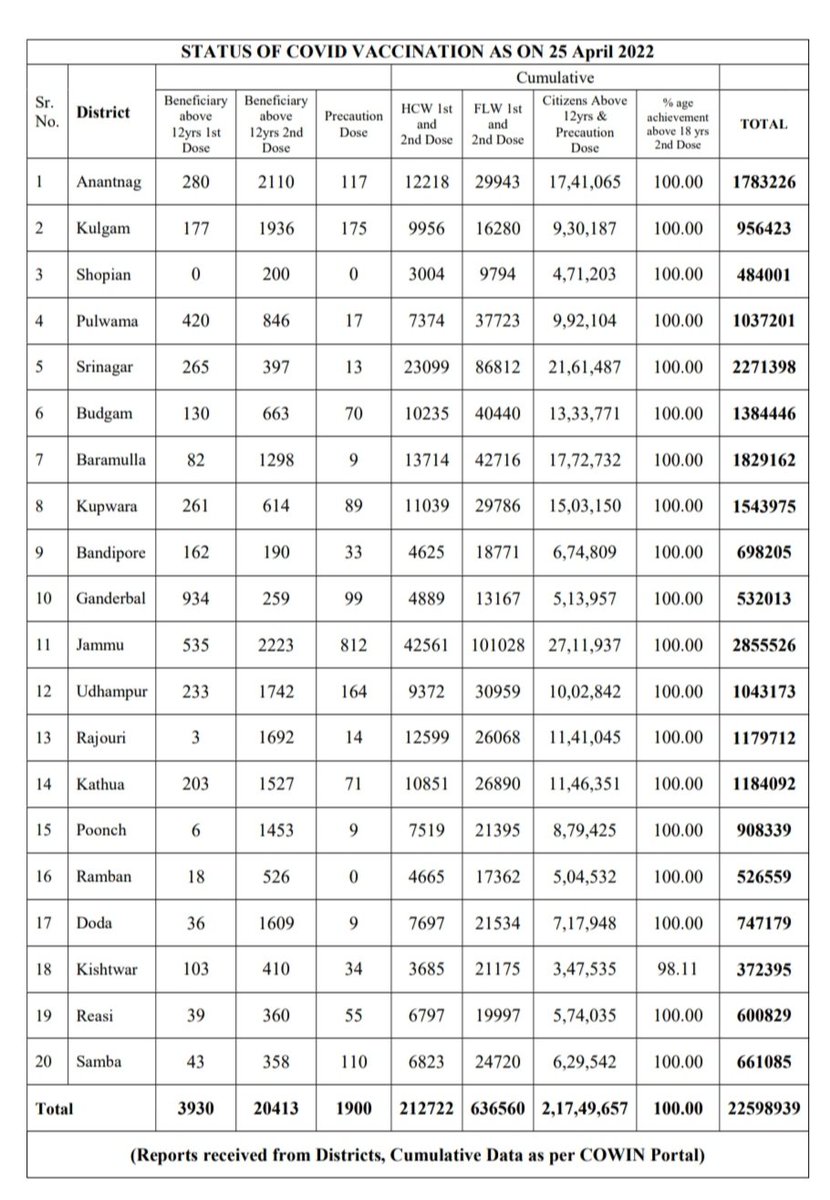 STATUS OF COVID VACCINATION AS ON 25 April 2022
Cumulative
Sr. No. District Beneficiary above 12yrs 1st Dose Beneficiary above 12yrs 2nd Dose Precaution Dose HCW 1st and 2nd Dose FLW 1st and 2nd Dose Citizens Above 12yrs & Precaution Dose % age achievement above 18 yrs 2nd Dose TOTAL
1 Anantnag 280 2110 117 12218 29943 17,41,065 100.00 1783226
2 Kulgam 177 1936 175 9956 16280 9,30,187 100.00 956423
3 Shopian 0 200 0 3004 9794 4,71,203 100.00 484001
4 Pulwama 420 846 17 7374 37723 9,92,104 100.00 1037201
5 Srinagar 265 397 13 23099 86812 21,61,487 100.00 2271398
6 Budgam 130 663 70 10235 40440 13,33,771 100.00 1384446
7 Baramulla 82 1298 9 13714 42716 17,72,732 100.00 1829162
8 Kupwara 261 614 89 11039 29786 15,03,150 100.00 1543975
9 Bandipore 162 190 33 4625 18771 6,74,809 100.00 698205
10 Ganderbal 934 259 99 4889 13167 5,13,957 100.00 532013
11 Jammu 535 2223 812 42561 101028 27,11,937 100.00 2855526
12 Udhampur 233 1742 164 9372 30959 10,02,842 100.00 1043173
13 Rajouri 3 1692 14 12599 26068 11,41,045 100.00 1179712
14 Kathua 203 1527 71 10851 26890 11,46,351 100.00 1184092
15 Poonch 6 1453 9 7519 21395 8,79,425 100.00 908339
16 Ramban 18 526 0 4665 17362 5,04,532 100.00 526559
17 Doda 36 1609 9 7697 21534 7,17,948 100.00 747179
18 Kishtwar 103 410 34 3685 21175 3,47,535 98.11 372395
19 Reasi 39 360 55 6797 19997 5,74,035 100.00 600829
20 Samba 43 358 110 6823 24720 6,29,542 100.00 661085
Total 3930 20413 1900 212722 636560 2,17,49,657 100.00 22598939
(Reports received from Districts, Cumulative Data as per COWIN Portal)